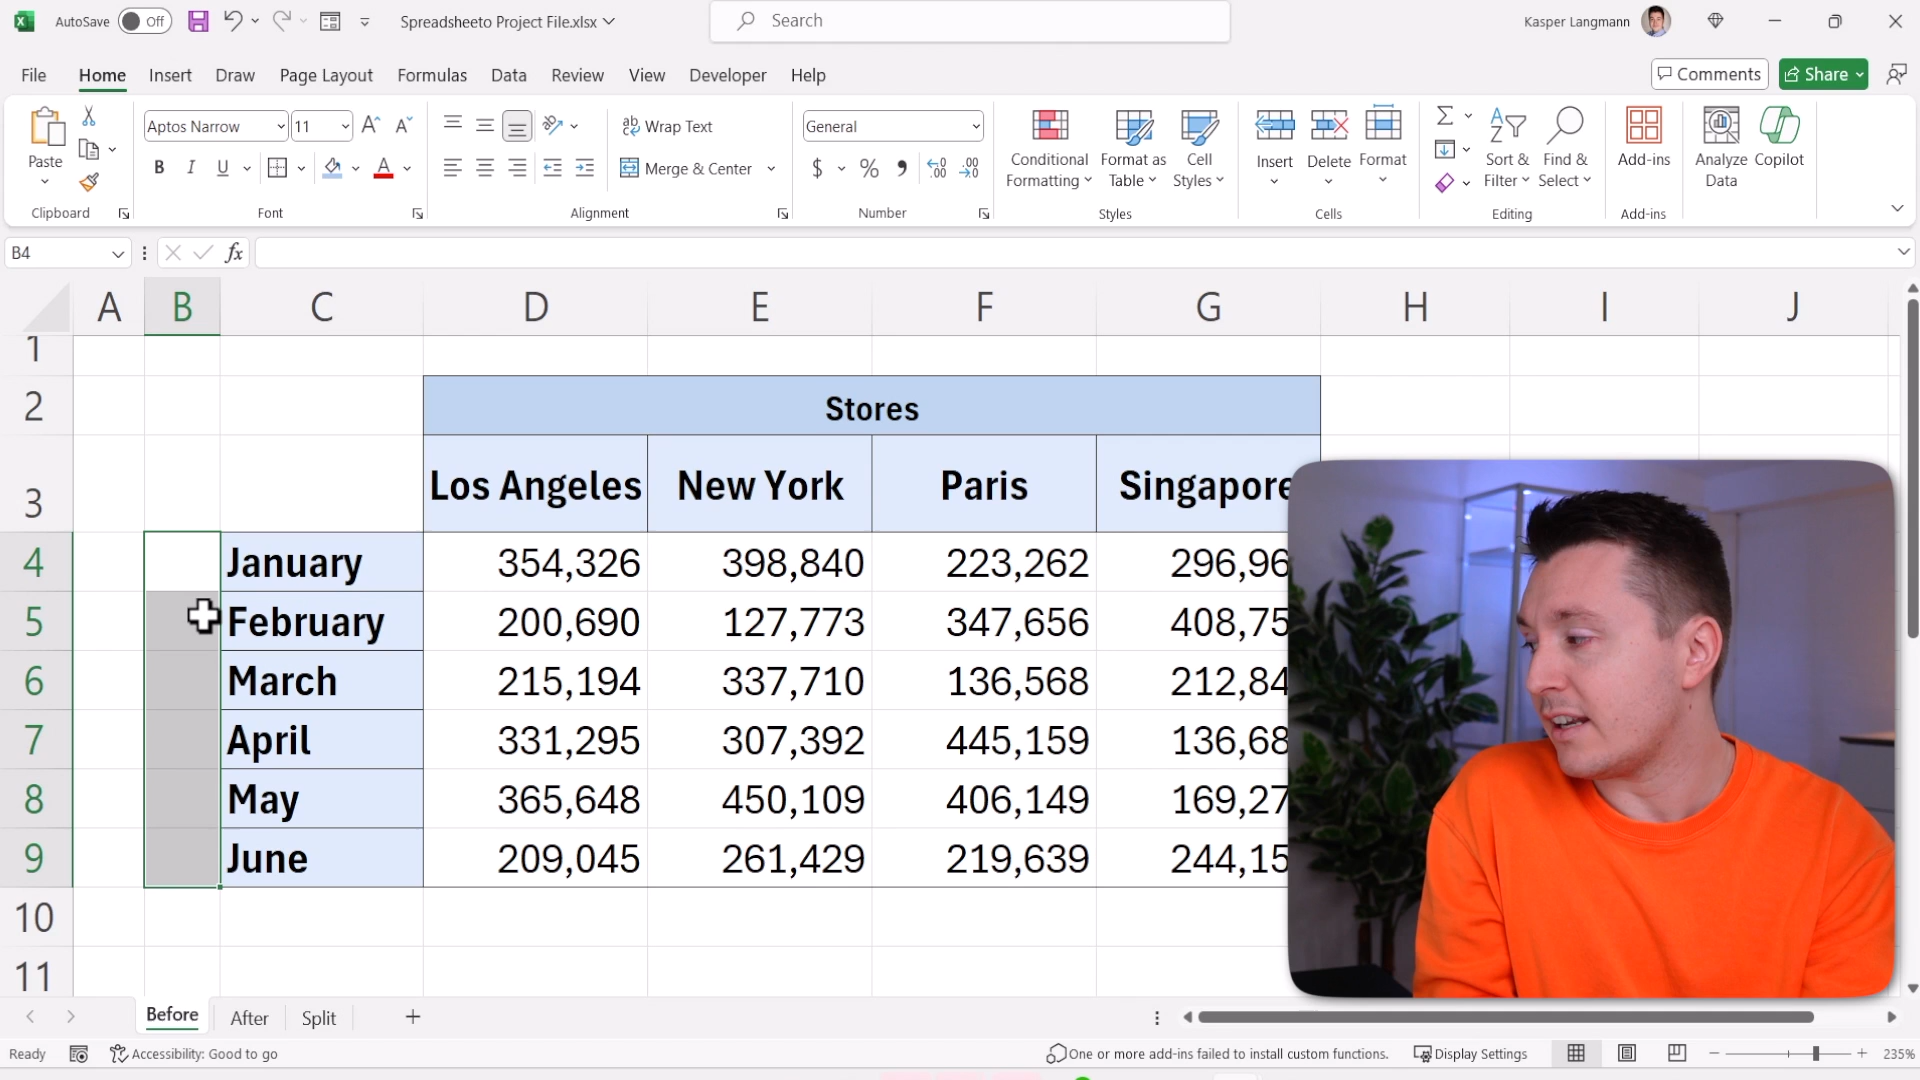 AutoSave Off Spreadsheeto Project File.xlsx Search Kasper Langmann
File Home Insert Draw Page Layout Formulas Data Review View Developer Help Comments Share
Paste Aptos Narrow 11 B I U Wrap Text Merge & Center General $ % Conditional Formatting Format as Table Cell Styles Insert Delete Format Sort & Filter Find & Select Add-ins Analyze Data Copilot
Clipboard Font Alignment Number Styles Cells Editing Add-ins
B4 fx
A B C D E F G H I J
1
2 Stores
3 Los Angeles New York Paris Singapore
4 January 354,326 398,840 223,262 296,96
5 February 200,690 127,773 347,656 408,75
6 March 215,194 337,710 136,568 212,84
7 April 331,295 307,392 445,159 136,68
8 May 365,648 450,109 406,149 169,27
9 June 209,045 261,429 219,639 244,15
10
11
Before After Split
Ready Accessibility: Good to go One or more add-ins failed to install custom functions. Display Settings 235%